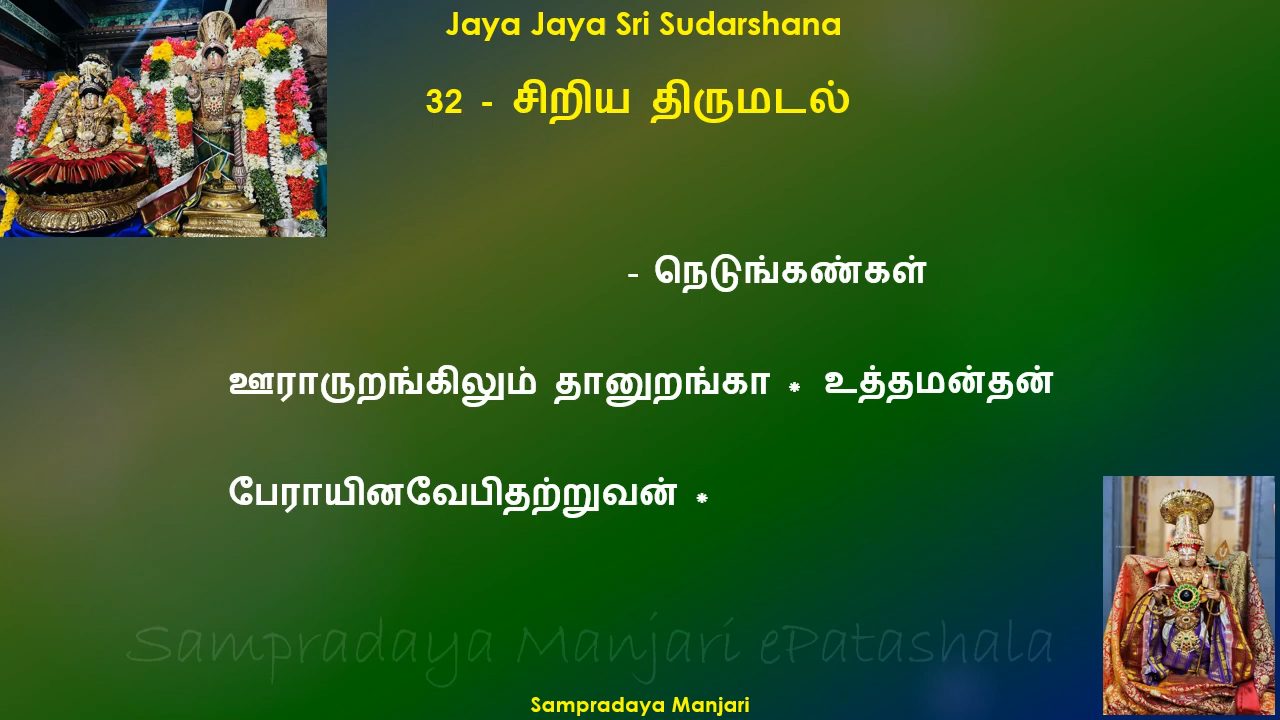 Jaya Jaya Sri Sudarshana
32 - சிறிய திருமடல்
- நெடுங்கண்கள்
ஊராருறங்கிலும் தானுறங்கா * உத்தமன்தன்
பேராயினவேபிதற்றுவன் *
Sampradaya Manjari ePatashala
Sampradaya Manjari